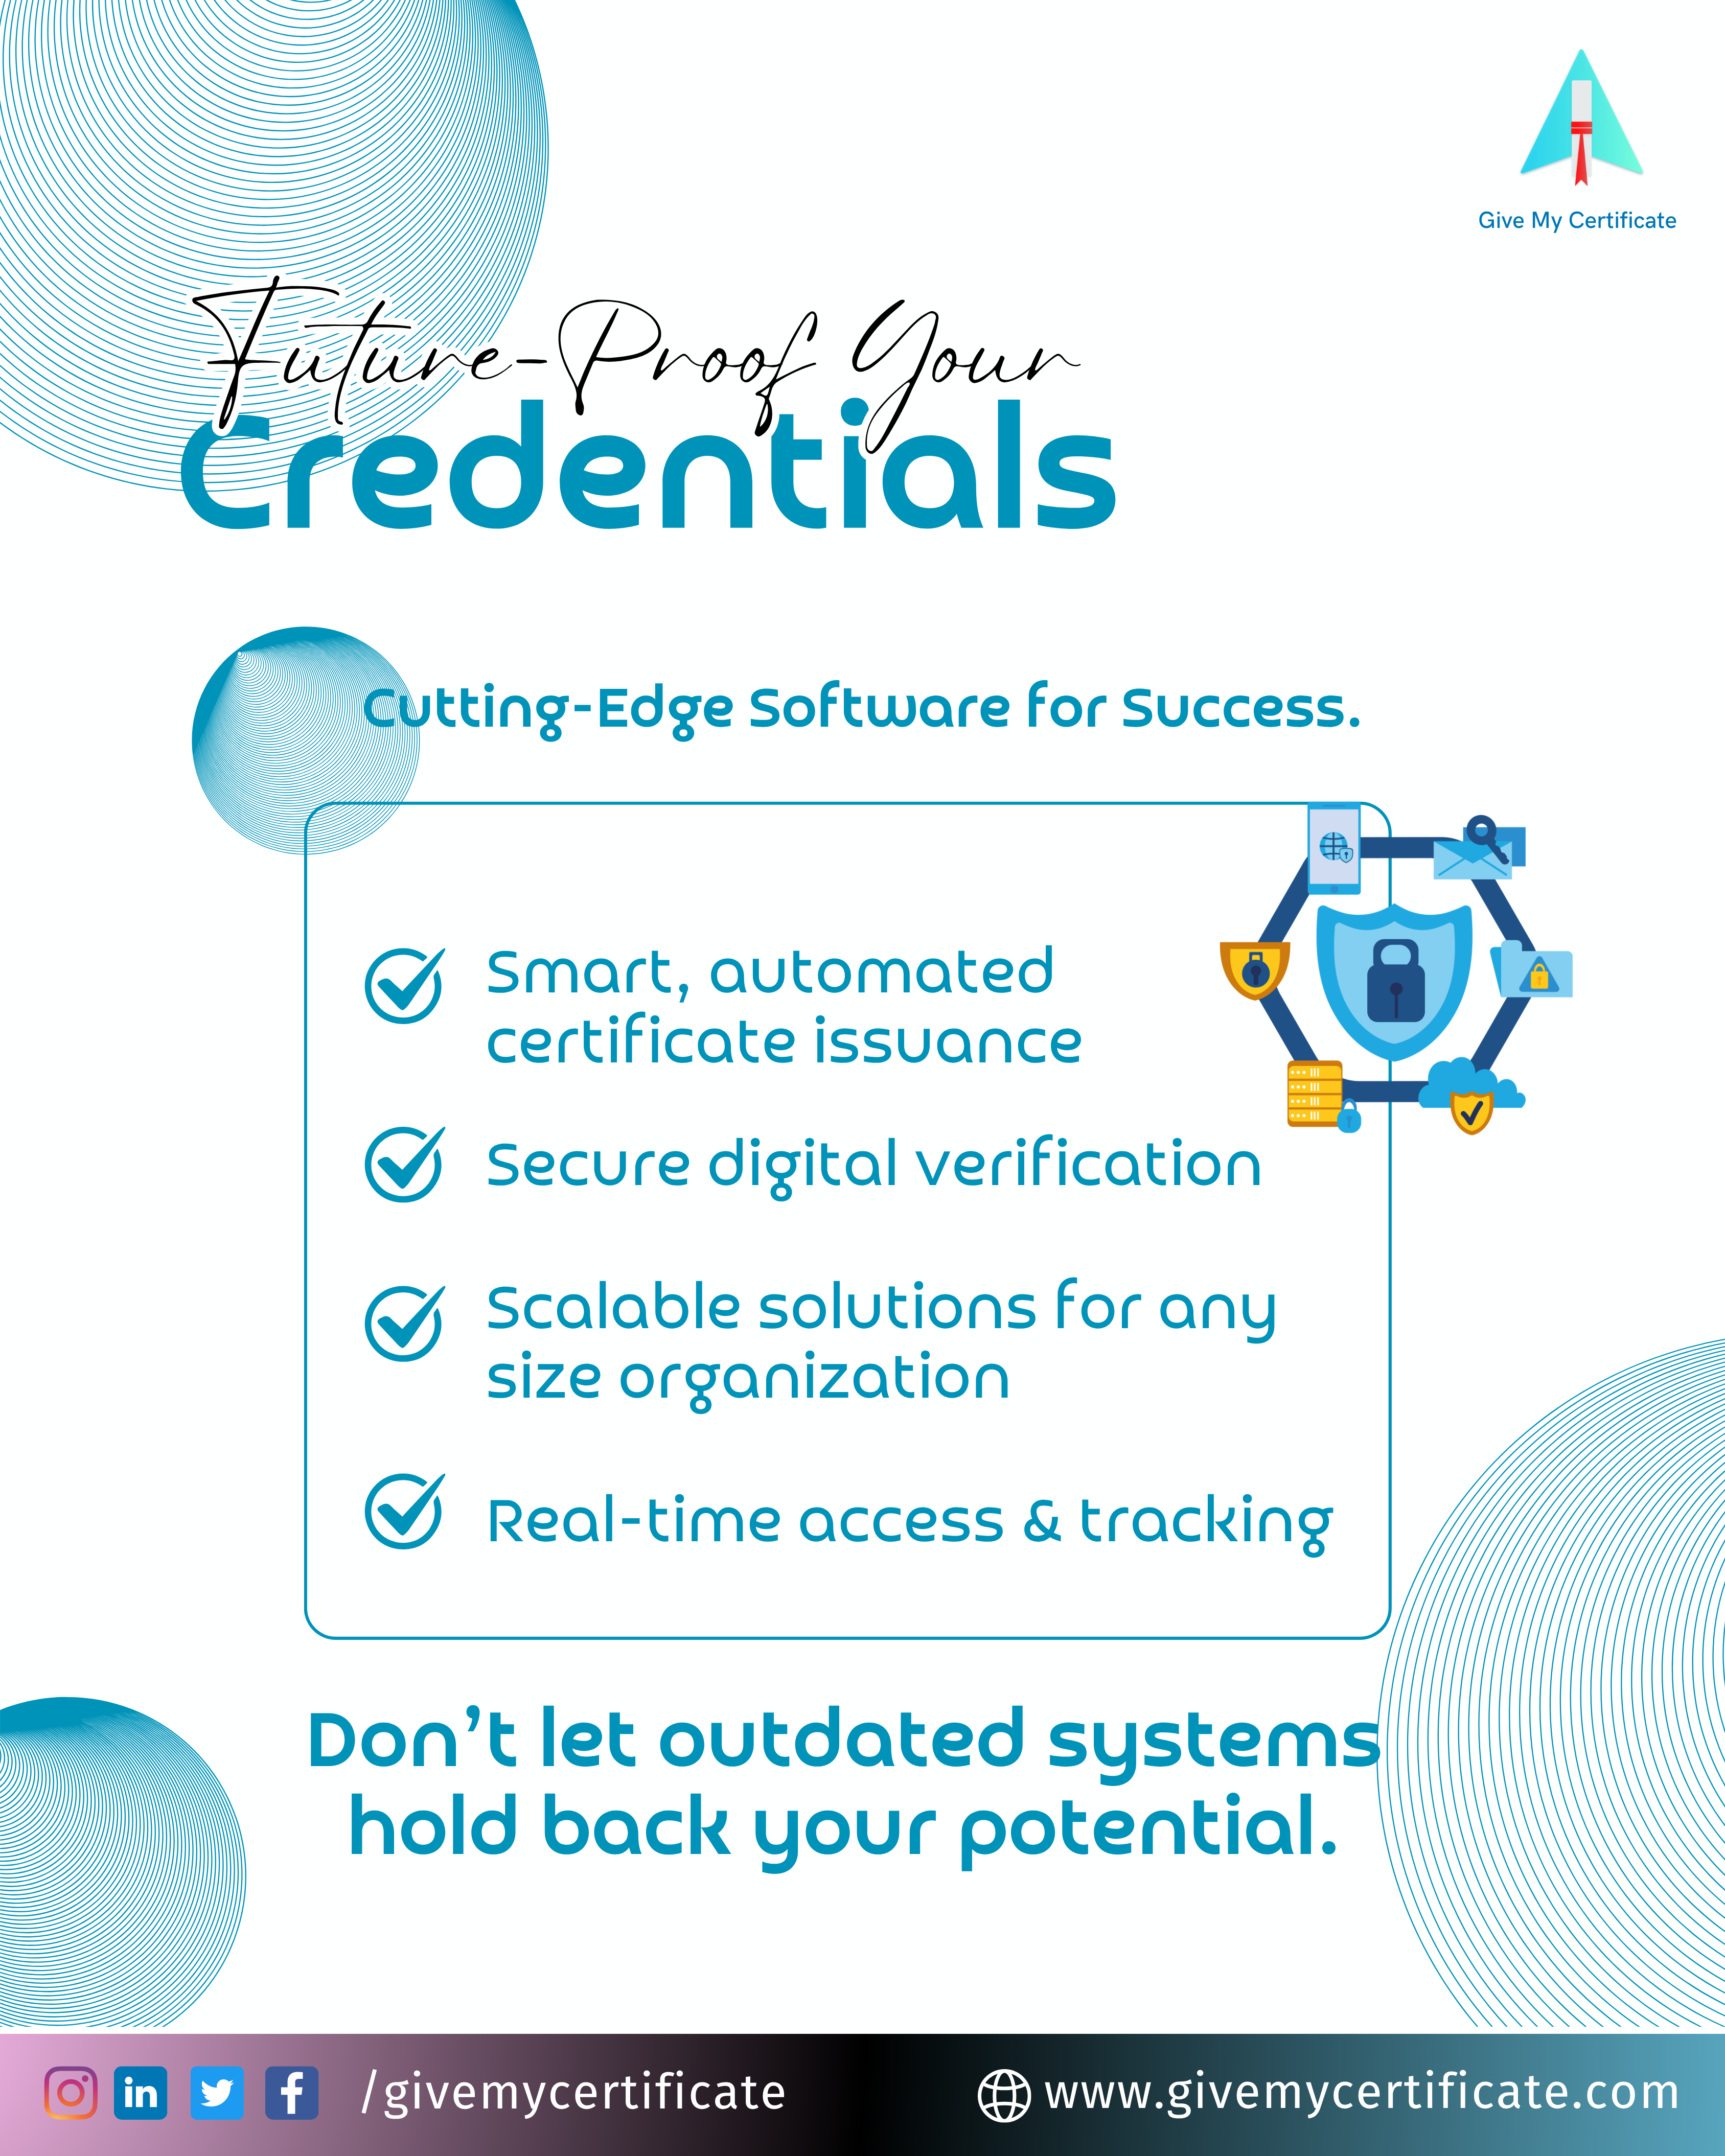 Give My Certificate
Future-Proof Your
Credentials
Cutting-Edge Software for Success.
Smart, automated
certificate issuance
Secure digital verification
Scalable solutions for any
size organization
Real-time access & tracking
Don’t let outdated systems
hold back your potential.
/givemycertificate
www.givemycertificate.com